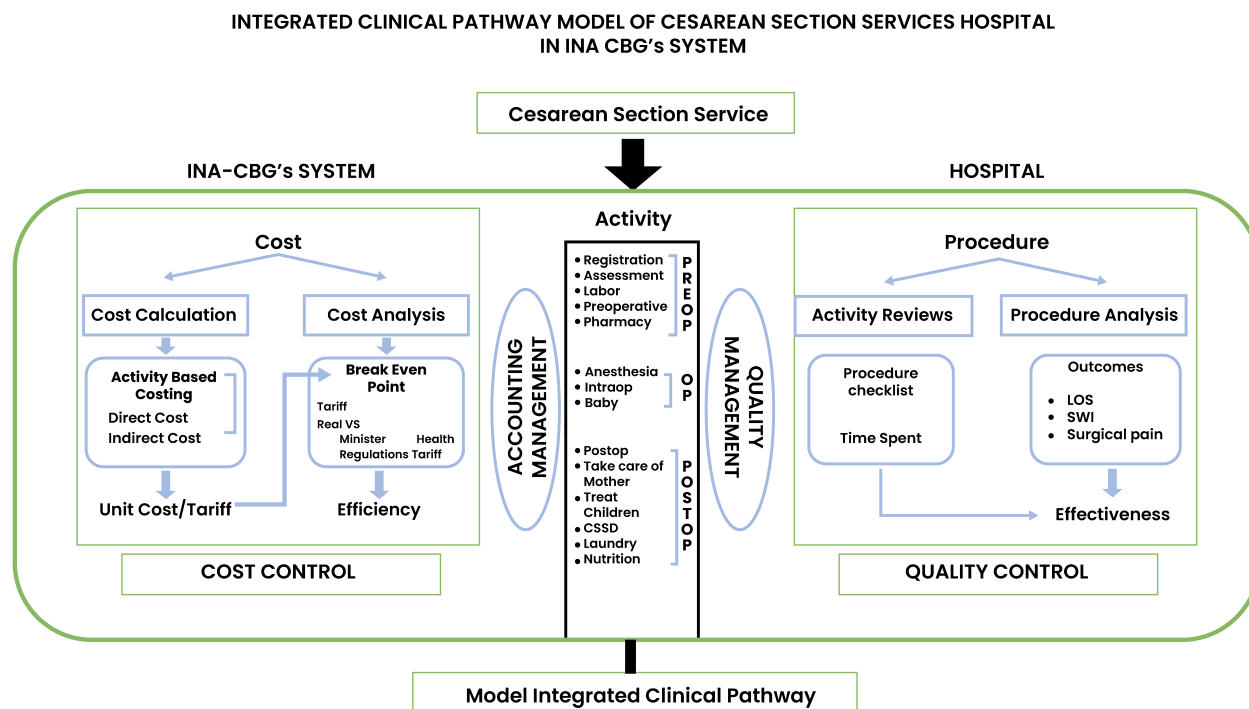 INTEGRATED CLINICAL PATHWAY MODEL OF CESAREAN SECTION SERVICES HOSPITAL
IN INA CBG's SYSTEM
Cesarean Section Service
INA-CBG's SYSTEM
HOSPITAL
Cost
Cost Calculation
Cost Analysis
Activity Based
Costing
Direct Cost
Indirect Cost
Break Even
Point
Tariff
Real VS
Minister Health
Regulations Tariff
Unit Cost/Tariff
Efficiency
COST CONTROL
ACCOUNTING
MANAGEMENT
Activity
• Registration
• Assessment
• Labor
• Preoperative
• Pharmacy
PREOP
• Anesthesia
• Intraop
• Baby
OP
• Postop
• Take care of
Mother
• Treat
Children
• CSSD
• Laundry
• Nutrition
POSTOP
QUALITY
MANAGEMENT
Procedure
Activity Reviews
Procedure Analysis
Procedure
checklist
Time Spent
Outcomes
• LOS
• SWI
• Surgical pain
Effectiveness
QUALITY CONTROL
Model Integrated Clinical Pathway